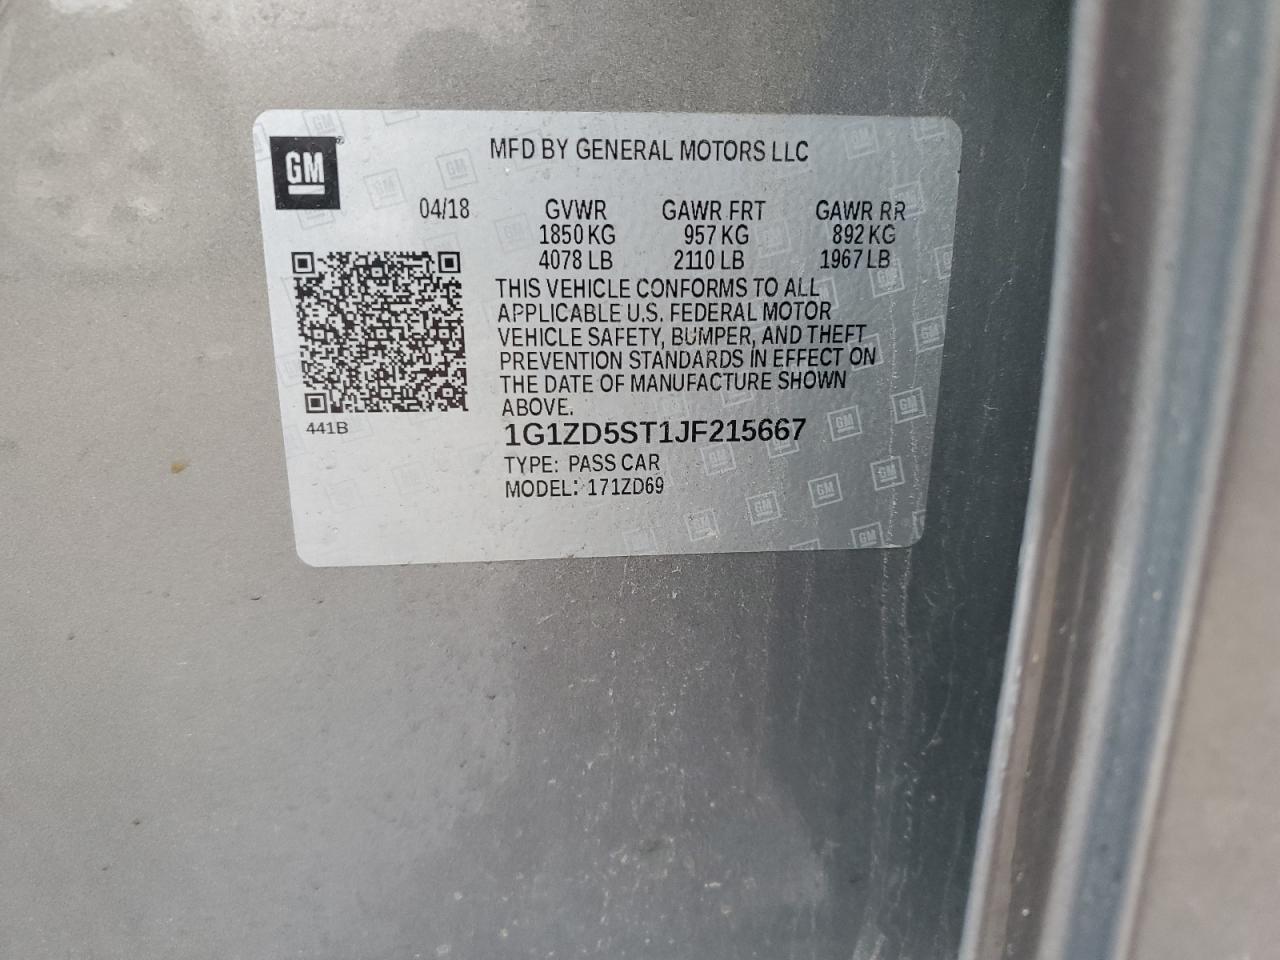 GM
MFD BY GENERAL MOTORS LLC
04/18 GVWR GAWR FRT GAWR RR
1850 KG 957 KG 892 KG
4078 LB 2110 LB 1967 LB
THIS VEHICLE CONFORMS TO ALL
APPLICABLE U.S. FEDERAL MOTOR
VEHICLE SAFETY, BUMPER, AND THEFT
PREVENTION STANDARDS IN EFFECT ON
THE DATE OF MANUFACTURE SHOWN
ABOVE.
441B
1G1ZD5ST1JF215667
TYPE: PASS CAR
MODEL: 171ZD69